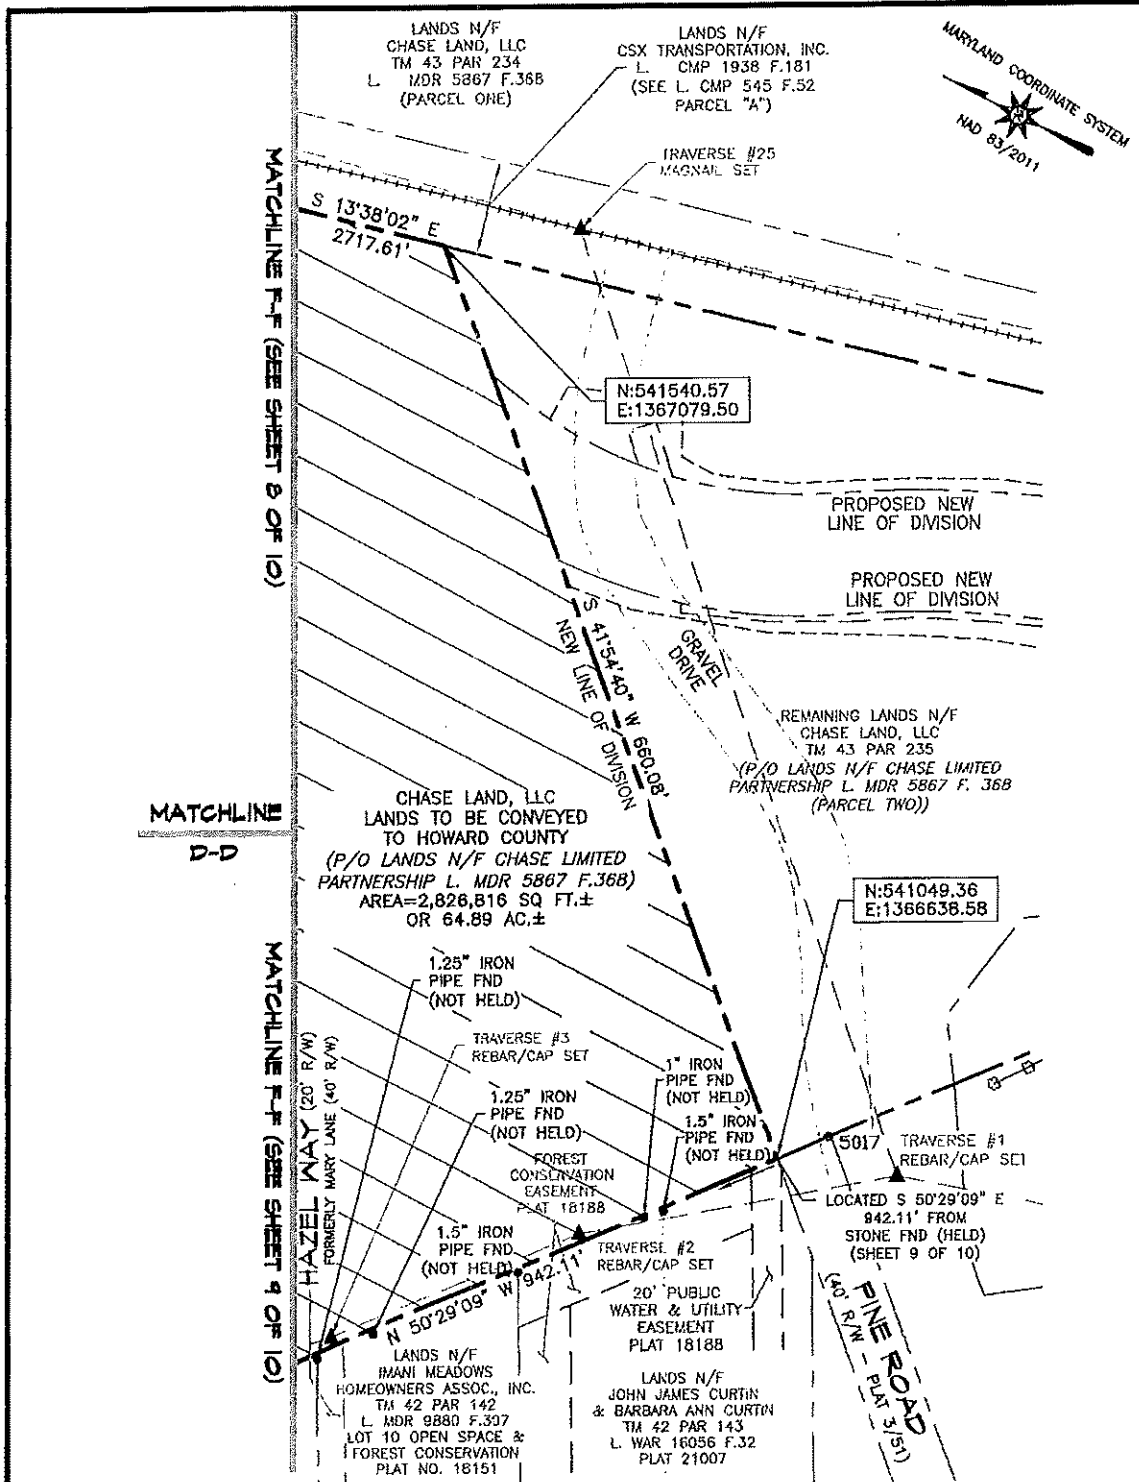 LANDS N/F
CHASE LAND, LLC
TM 43 PAR 234
L. MDR 5867 F.368
(PARCEL ONE)
LANDS N/F
CSX TRANSPORTATION, INC.
L. CMP 1938 F.181
(SEE L. CMP 545 F.52
PARCEL "A")
MARYLAND COORDINATE SYSTEM
NAD 83/2011
TRAVERSE #25
MAGNAIL SET
MATCHLINE F-F (SEE SHEET 8 OF 10)
S 13°38'02" E
2717.61'
N:541540.57
E:1367079.50
PROPOSED NEW
LINE OF DIVISION
PROPOSED NEW
LINE OF DIVISION
S 41°54'40" W 660.08'
NEW LINE OF DIVISION
GRAVEL
DRIVE
REMAINING LANDS N/F
CHASE LAND, LLC
TM 43 PAR 235
(P/O LANDS N/F CHASE LIMITED
PARTNERSHIP L. MDR 5867 F. 368
(PARCEL TWO))
MATCHLINE
D-D
CHASE LAND, LLC
LANDS TO BE CONVEYED
TO HOWARD COUNTY
(P/O LANDS N/F CHASE LIMITED
PARTNERSHIP L. MDR 5867 F.368)
AREA=2,826,816 SQ FT.±
OR 64.89 AC.±
N:541049.36
E:1366638.58
MATCHLINE F-F (SEE SHEET 9 OF 10)
1.25" IRON
PIPE FND
(NOT HELD)
TRAVERSE #3
REBAR/CAP SET
HAZEL WAY (20' R/W)
FORMERLY MARY LANE (40' R/W)
1.25" IRON
PIPE FND
(NOT HELD)
1" IRON
PIPE FND
(NOT HELD)
1.5" IRON
PIPE FND
(NOT HELD)
5017
TRAVERSE #1
REBAR/CAP SET
FOREST
CONSERVATION
EASEMENT
PLAT 18188
LOCATED S 50°29'09" E
942.11' FROM
STONE FND (HELD)
(SHEET 9 OF 10)
1.5" IRON
PIPE FND
(NOT HELD)
TRAVERSE #2
REBAR/CAP SET
N 50°29'09" W 942.11'
20' PUBLIC
WATER & UTILITY
EASEMENT
PLAT 18188
PINE ROAD
(40' R/W - PLAT 3/51)
LANDS N/F
IMANI MEADOWS
HOMEOWNERS ASSOC., INC.
TM 42 PAR 142
L. MDR 9880 F.397
LOT 10 OPEN SPACE &
FOREST CONSERVATION
PLAT NO. 18151
LANDS N/F
JOHN JAMES CURTIN
& BARBARA ANN CURTIN
TM 42 PAR 143
L. WAR 16056 F.32
PLAT 21007